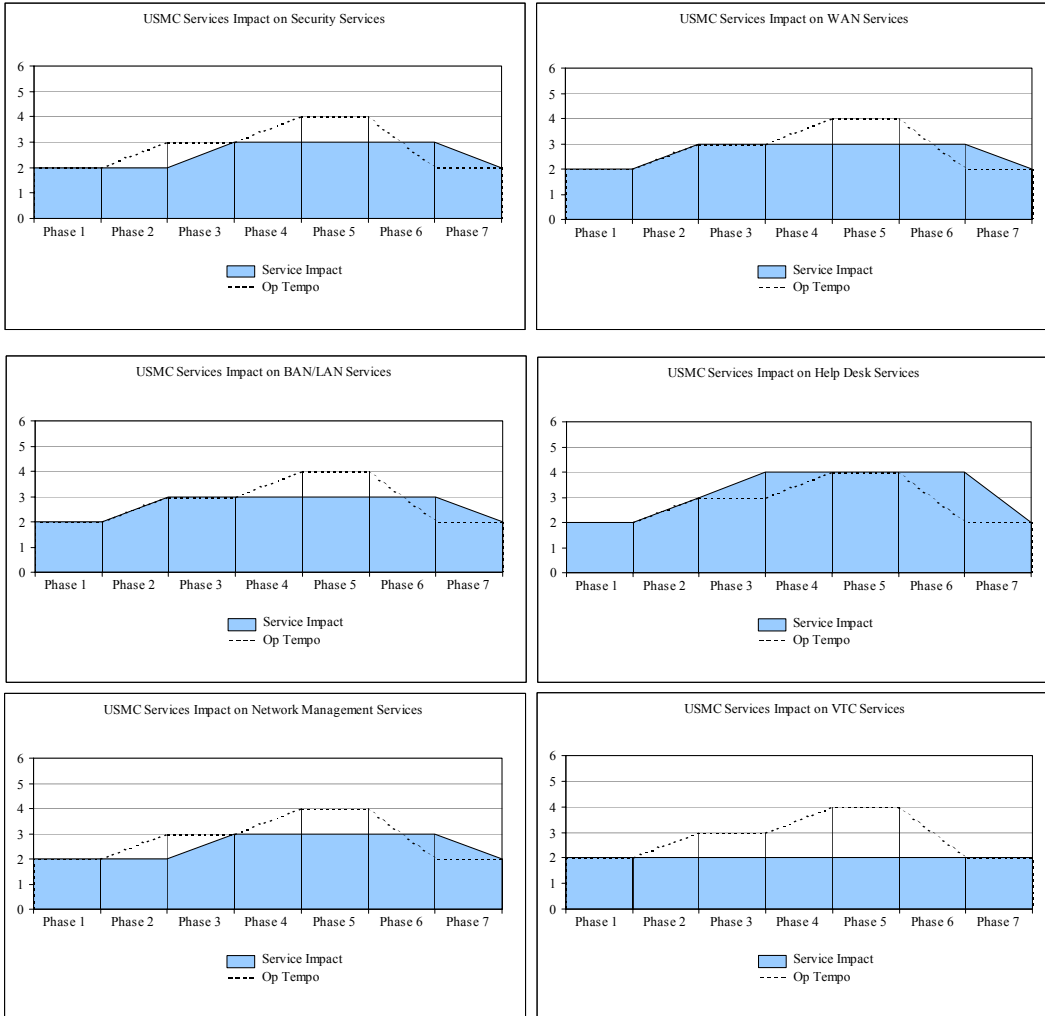 USMC Services Impact on Security Services
6
5
4
3
2
1
0
Phase 1 Phase 2 Phase 3 Phase 4 Phase 5 Phase 6 Phase 7
Service Impact
Op Tempo
USMC Services Impact on WAN Services
6
5
4
3
2
1
0
Phase 1 Phase 2 Phase 3 Phase 4 Phase 5 Phase 6 Phase 7
Service Impact
Op Tempo
USMC Services Impact on BAN/LAN Services
6
5
4
3
2
1
0
Phase 1 Phase 2 Phase 3 Phase 4 Phase 5 Phase 6 Phase 7
Service Impact
Op Tempo
USMC Services Impact on Help Desk Services
6
5
4
3
2
1
0
Phase 1 Phase 2 Phase 3 Phase 4 Phase 5 Phase 6 Phase 7
Service Impact
Op Tempo
USMC Services Impact on Network Management Services
6
5
4
3
2
1
0
Phase 1 Phase 2 Phase 3 Phase 4 Phase 5 Phase 6 Phase 7
Service Impact
Op Tempo
USMC Services Impact on VTC Services
6
5
4
3
2
1
0
Phase 1 Phase 2 Phase 3 Phase 4 Phase 5 Phase 6 Phase 7
Service Impact
Op Tempo